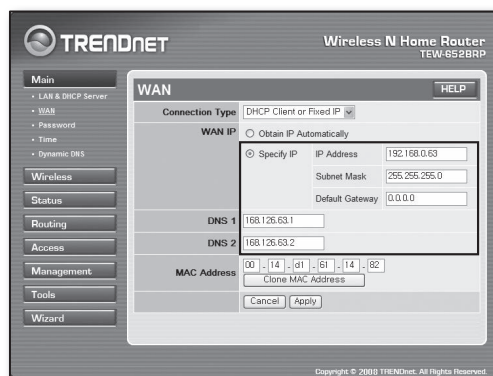 TRENDNET
Wireless N Home Router
TEW-652BRP
Main
• LAN & DHCP Server
• WAN
• Password
• Time
• Dynamic DNS
Wireless
Status
Routing
Access
Management
Tools
Wizard
WAN
HELP
Connection Type DHCP Client or Fixed IP
WAN IP Obtain IP Automatically
Specify IP IP Address 192.168.0.63
Subnet Mask 255.255.255.0
Default Gateway 0.0.0.0
DNS 1 168.126.63.1
DNS 2 168.126.63.2
MAC Address 00 - 14 - d1 - 61 - 14 - 82
Clone MAC Address
Cancel Apply
Copyright © 2008 TRENDnet. All Rights Reserved.